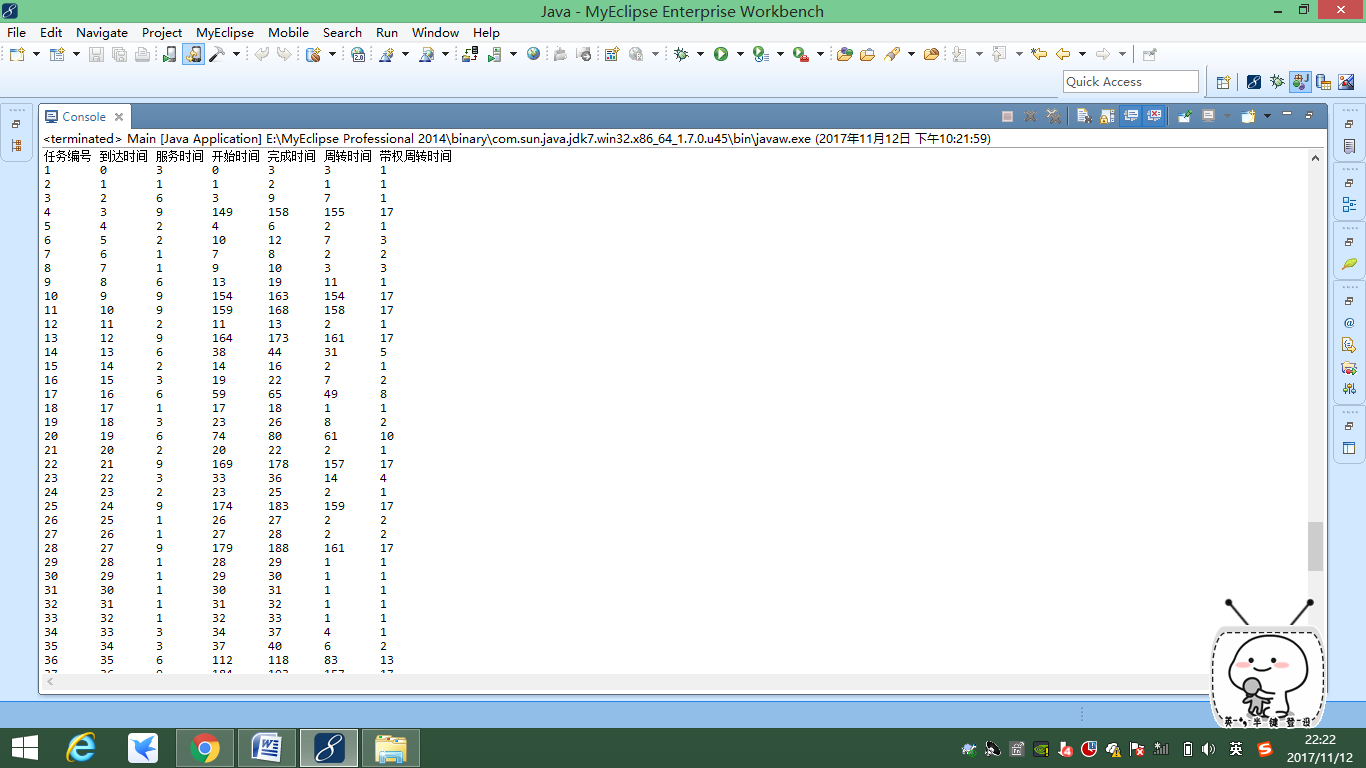 Java - MyEclipse Enterprise Workbench
File Edit Navigate Project MyEclipse Mobile Search Run Window Help
Quick Access
Console
<terminated> Main [Java Application] E:\MyEclipse Professional 2014\binary\com.sun.java.jdk7.win32.x86_64_1.7.0.u45\bin\javaw.exe (2017年11月12日 下午10:21:59)
任务编号 到达时间 服务时间 开始时间 完成时间 周转时间 带权周转时间
1 0 3 0 3 3 1
2 1 1 1 2 1 1
3 2 6 3 9 7 1
4 3 9 149 158 155 17
5 4 2 4 6 2 1
6 5 2 10 12 7 3
7 6 1 7 8 2 2
8 7 1 9 10 3 3
9 8 6 13 19 11 1
10 9 9 154 163 154 17
11 10 9 159 168 158 17
12 11 2 11 13 2 1
13 12 9 164 173 161 17
14 13 6 38 44 31 5
15 14 2 14 16 2 1
16 15 3 19 22 7 2
17 16 6 59 65 49 8
18 17 1 17 18 1 1
19 18 3 23 26 8 2
20 19 6 74 80 61 10
21 20 2 20 22 2 1
22 21 9 169 178 157 17
23 22 3 33 36 14 4
24 23 2 23 25 2 1
25 24 9 174 183 159 17
26 25 1 26 27 2 2
27 26 1 27 28 2 2
28 27 9 179 188 161 17
29 28 1 28 29 1 1
30 29 1 29 30 1 1
31 30 1 30 31 1 1
32 31 1 31 32 1 1
33 32 1 32 33 1 1
34 33 3 34 37 4 1
35 34 3 37 40 6 2
36 35 6 112 118 83 13
英 半 键 登 设
英
22:22
2017/11/12